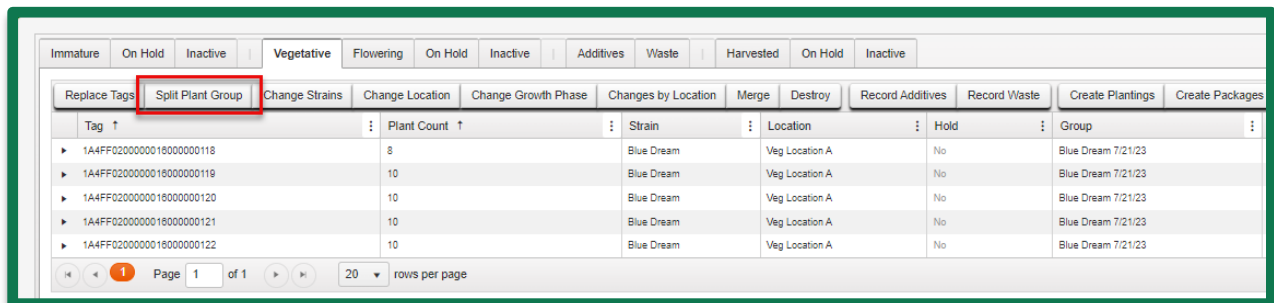 Immature On Hold Inactive Vegetative Flowering On Hold Inactive Additives Waste Harvested On Hold Inactive
Replace Tags Split Plant Group Change Strains Change Location Change Growth Phase Changes by Location Merge Destroy Record Additives Record Waste Create Plantings Create Packages
Tag ↑ Plant Count ↑ Strain Location Hold Group
1A4FF0200000016000000118 8 Blue Dream Veg Location A No Blue Dream 7/21/23
1A4FF0200000016000000119 10 Blue Dream Veg Location A No Blue Dream 7/21/23
1A4FF0200000016000000120 10 Blue Dream Veg Location A No Blue Dream 7/21/23
1A4FF0200000016000000121 10 Blue Dream Veg Location A No Blue Dream 7/21/23
1A4FF0200000016000000122 10 Blue Dream Veg Location A No Blue Dream 7/21/23
1 Page 1 of 1 20 rows per page